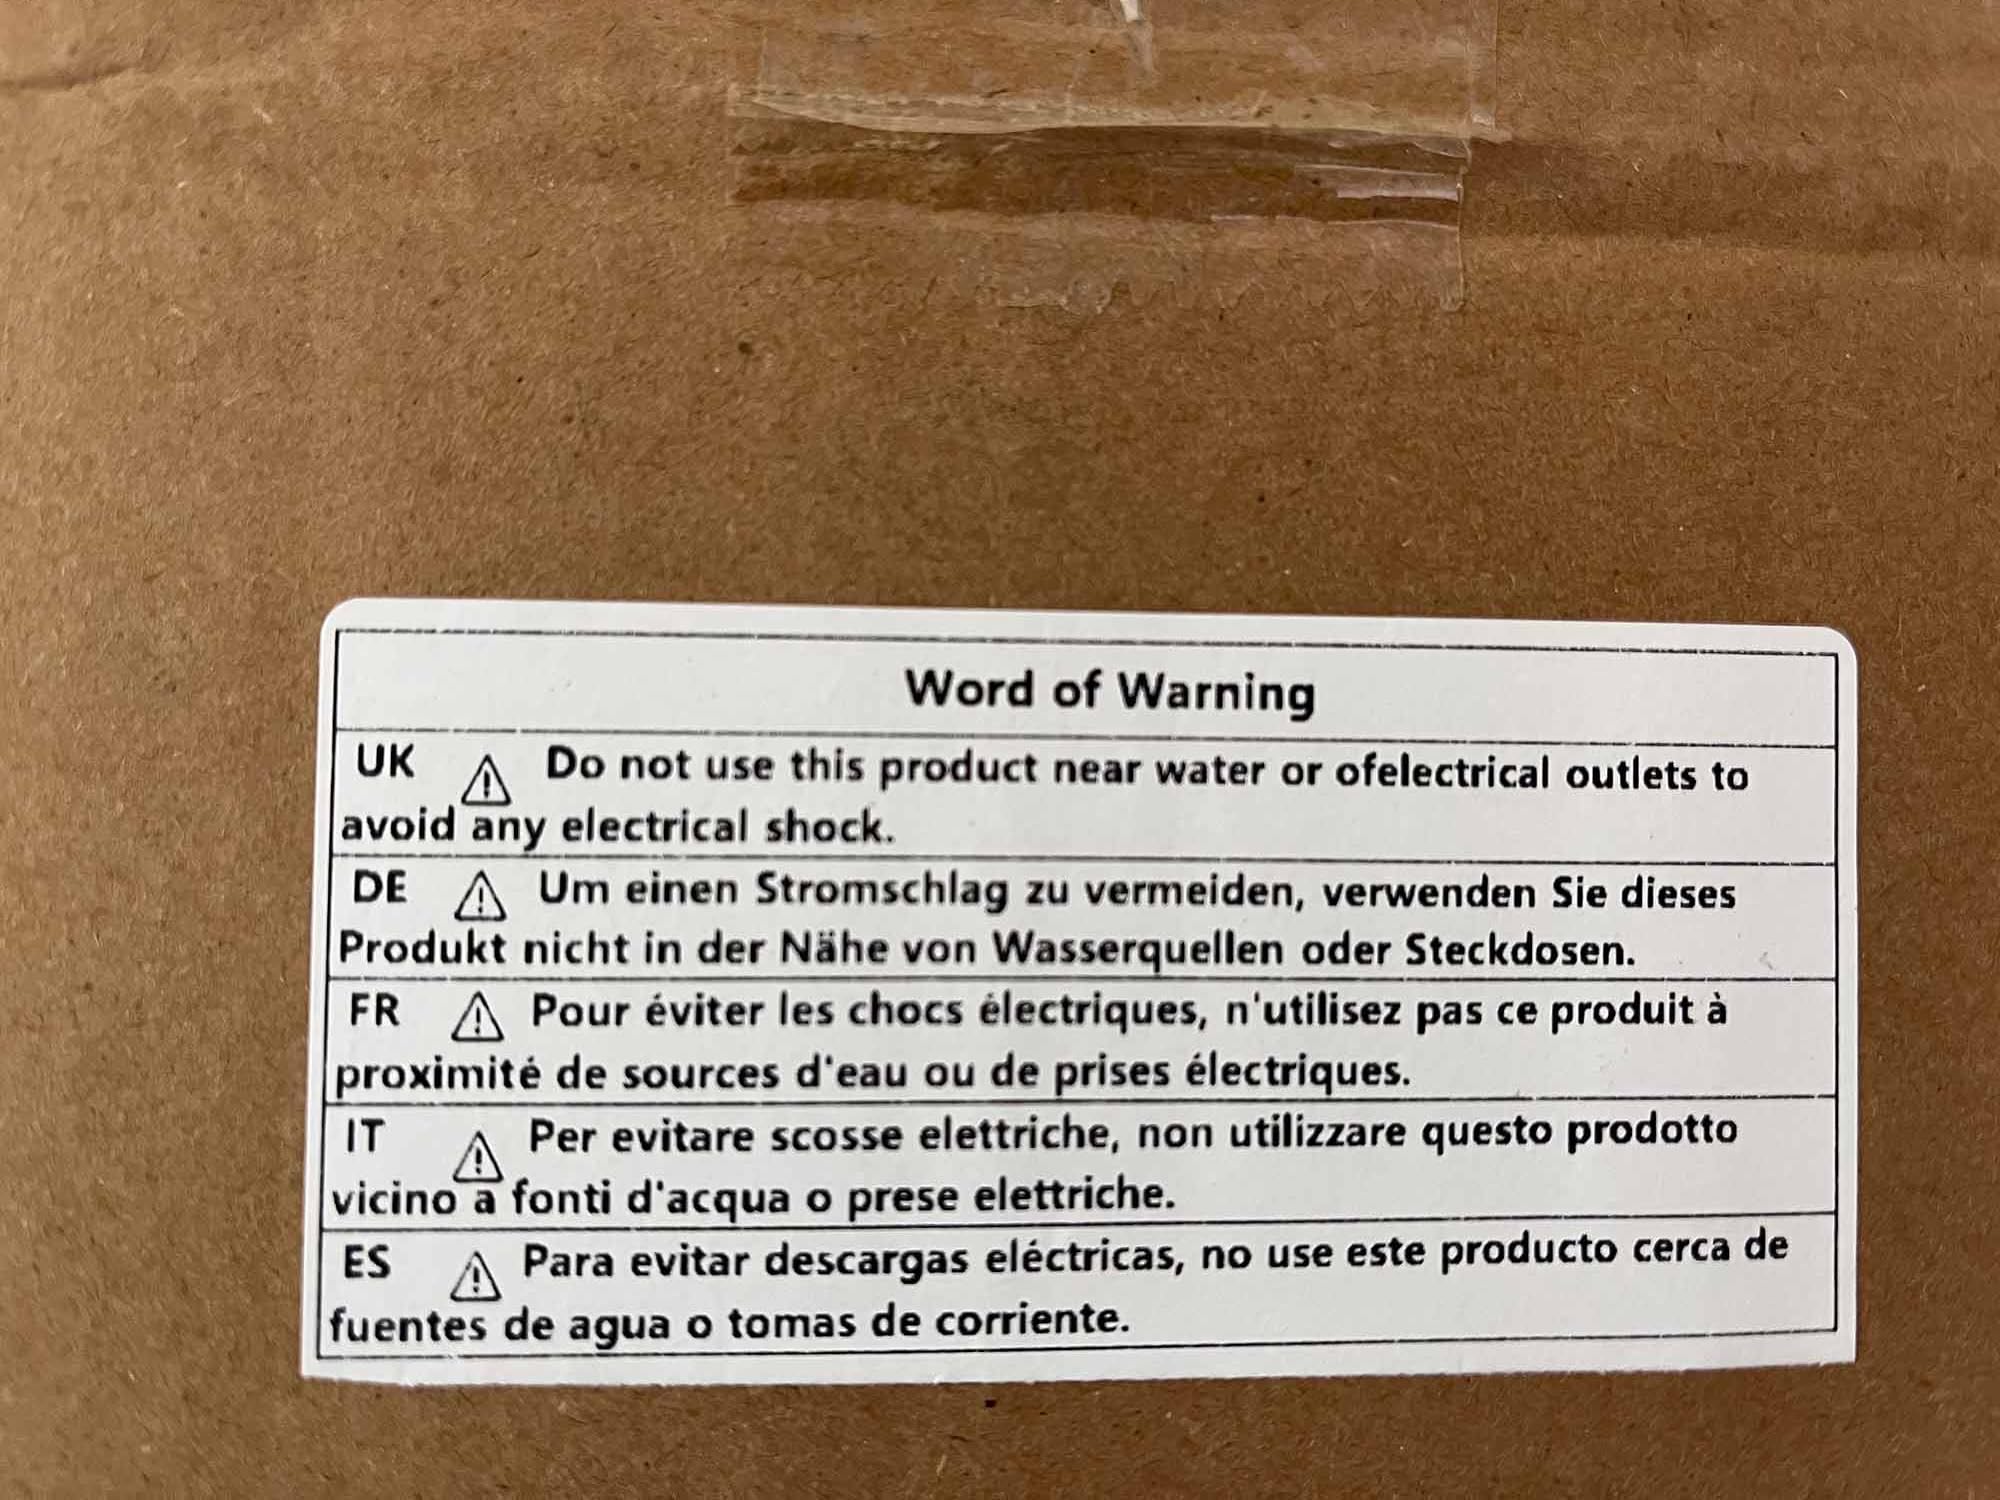 Word of Warning
UK ⚠ Do not use this product near water or ofelectrical outlets to
avoid any electrical shock.
DE ⚠ Um einen Stromschlag zu vermeiden, verwenden Sie dieses
Produkt nicht in der Nähe von Wasserquellen oder Steckdosen.
FR ⚠ Pour éviter les chocs électriques, n'utilisez pas ce produit à
proximité de sources d'eau ou de prises électriques.
IT ⚠ Per evitare scosse elettriche, non utilizzare questo prodotto
vicino a fonti d'acqua o prese elettriche.
ES ⚠ Para evitar descargas eléctricas, no use este producto cerca de
fuentes de agua o tomas de corriente.